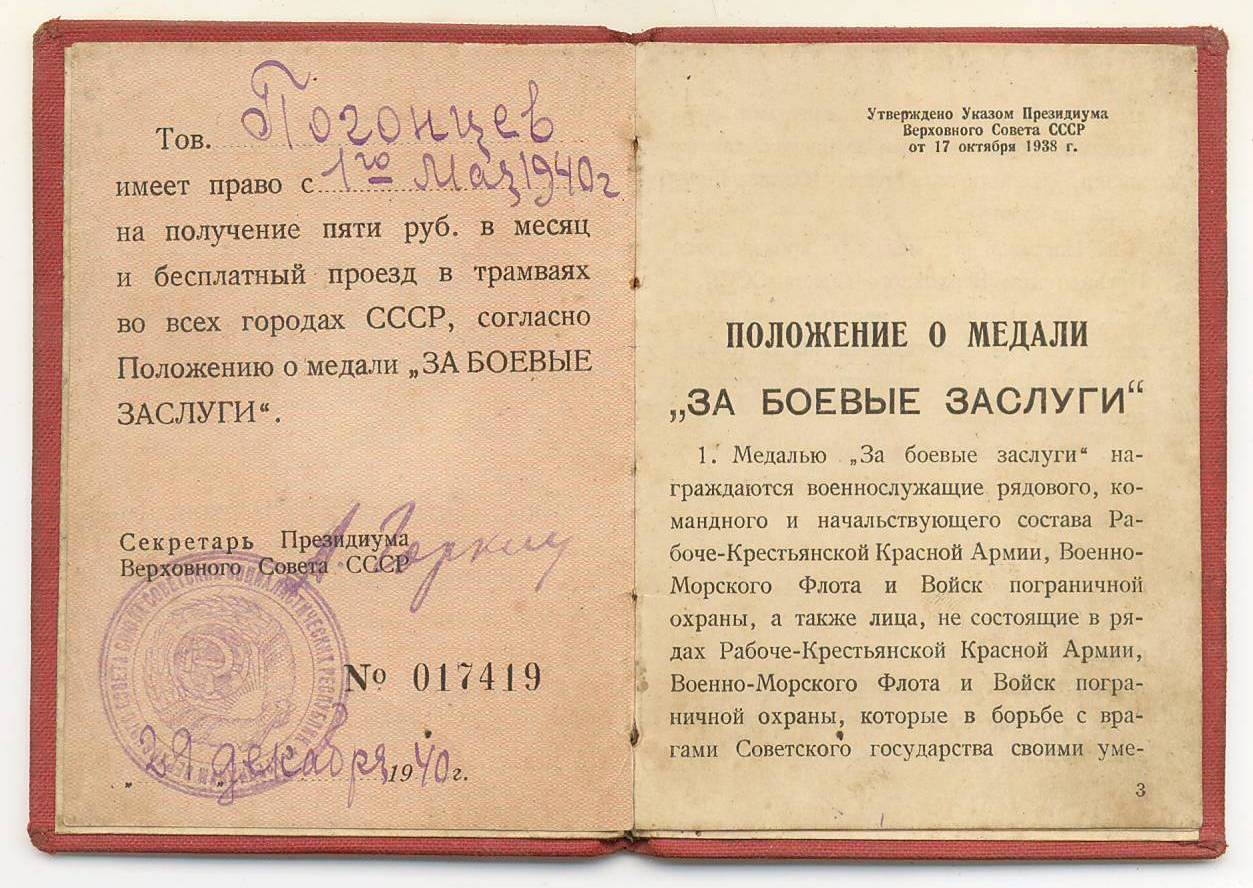 Тов. Погонцев
имеет право с 1го Мая 1940 г
на получение пяти руб. в месяц
и бесплатный проезд в трамваях
во всех городах СССР, согласно
Положению о медали „ЗА БОЕВЫЕ
ЗАСЛУГИ“.
Секретарь Президиума
Верховного Совета СССР
А. Горкин
№ 017419
декабря 1940 г.
Утверждено Указом Президиума
Верховного Совета СССР
от 17 октября 1938 г.
ПОЛОЖЕНИЕ О МЕДАЛИ
„ЗА БОЕВЫЕ ЗАСЛУГИ“
1. Медалью „За боевые заслуги“ на-
граждаются военнослужащие рядового, ко-
мандного и начальствующего состава Ра-
боче-Крестьянской Красной Армии, Военно-
Морского Флота и Войск пограничной
охраны, а также лица, не состоящие в ря-
дах Рабоче-Крестьянской Красной Армии,
Военно-Морского Флота и Войск погра-
ничной охраны, которые в борьбе с вра-
гами Советского государства своими уме-
3